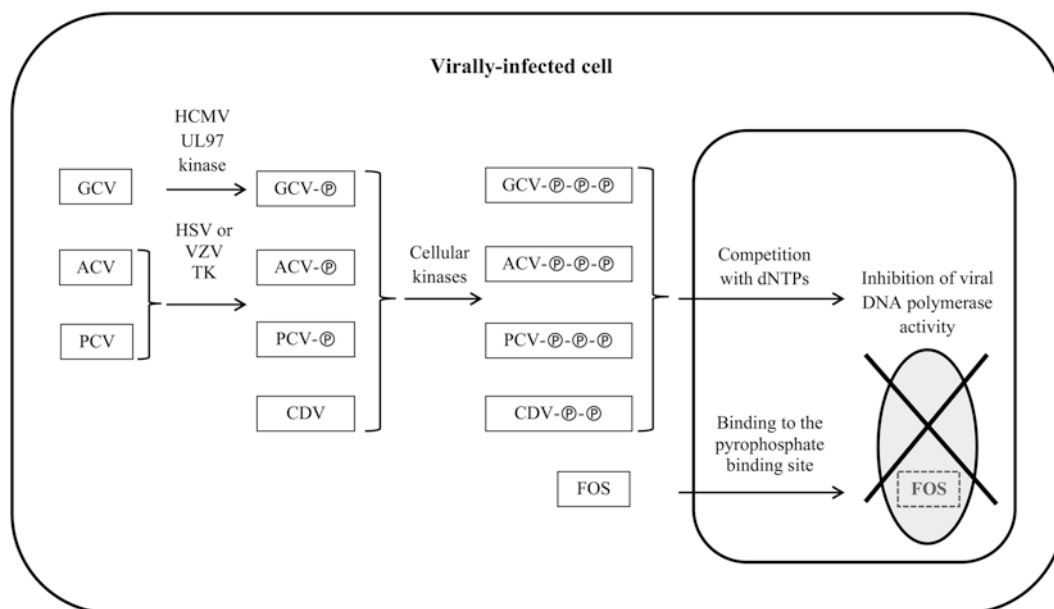 Virally-infected cell
HCMV
UL97
kinase
GCV
GCV-Ⓟ
GCV-Ⓟ-Ⓟ-Ⓟ
HSV or
VZV
TK
ACV
ACV-Ⓟ
Cellular
kinases
ACV-Ⓟ-Ⓟ-Ⓟ
Competition
with dNTPs
Inhibition of viral
DNA polymerase
activity
PCV
PCV-Ⓟ
PCV-Ⓟ-Ⓟ-Ⓟ
CDV
CDV-Ⓟ-Ⓟ
Binding to the
pyrophosphate
binding site
FOS
FOS